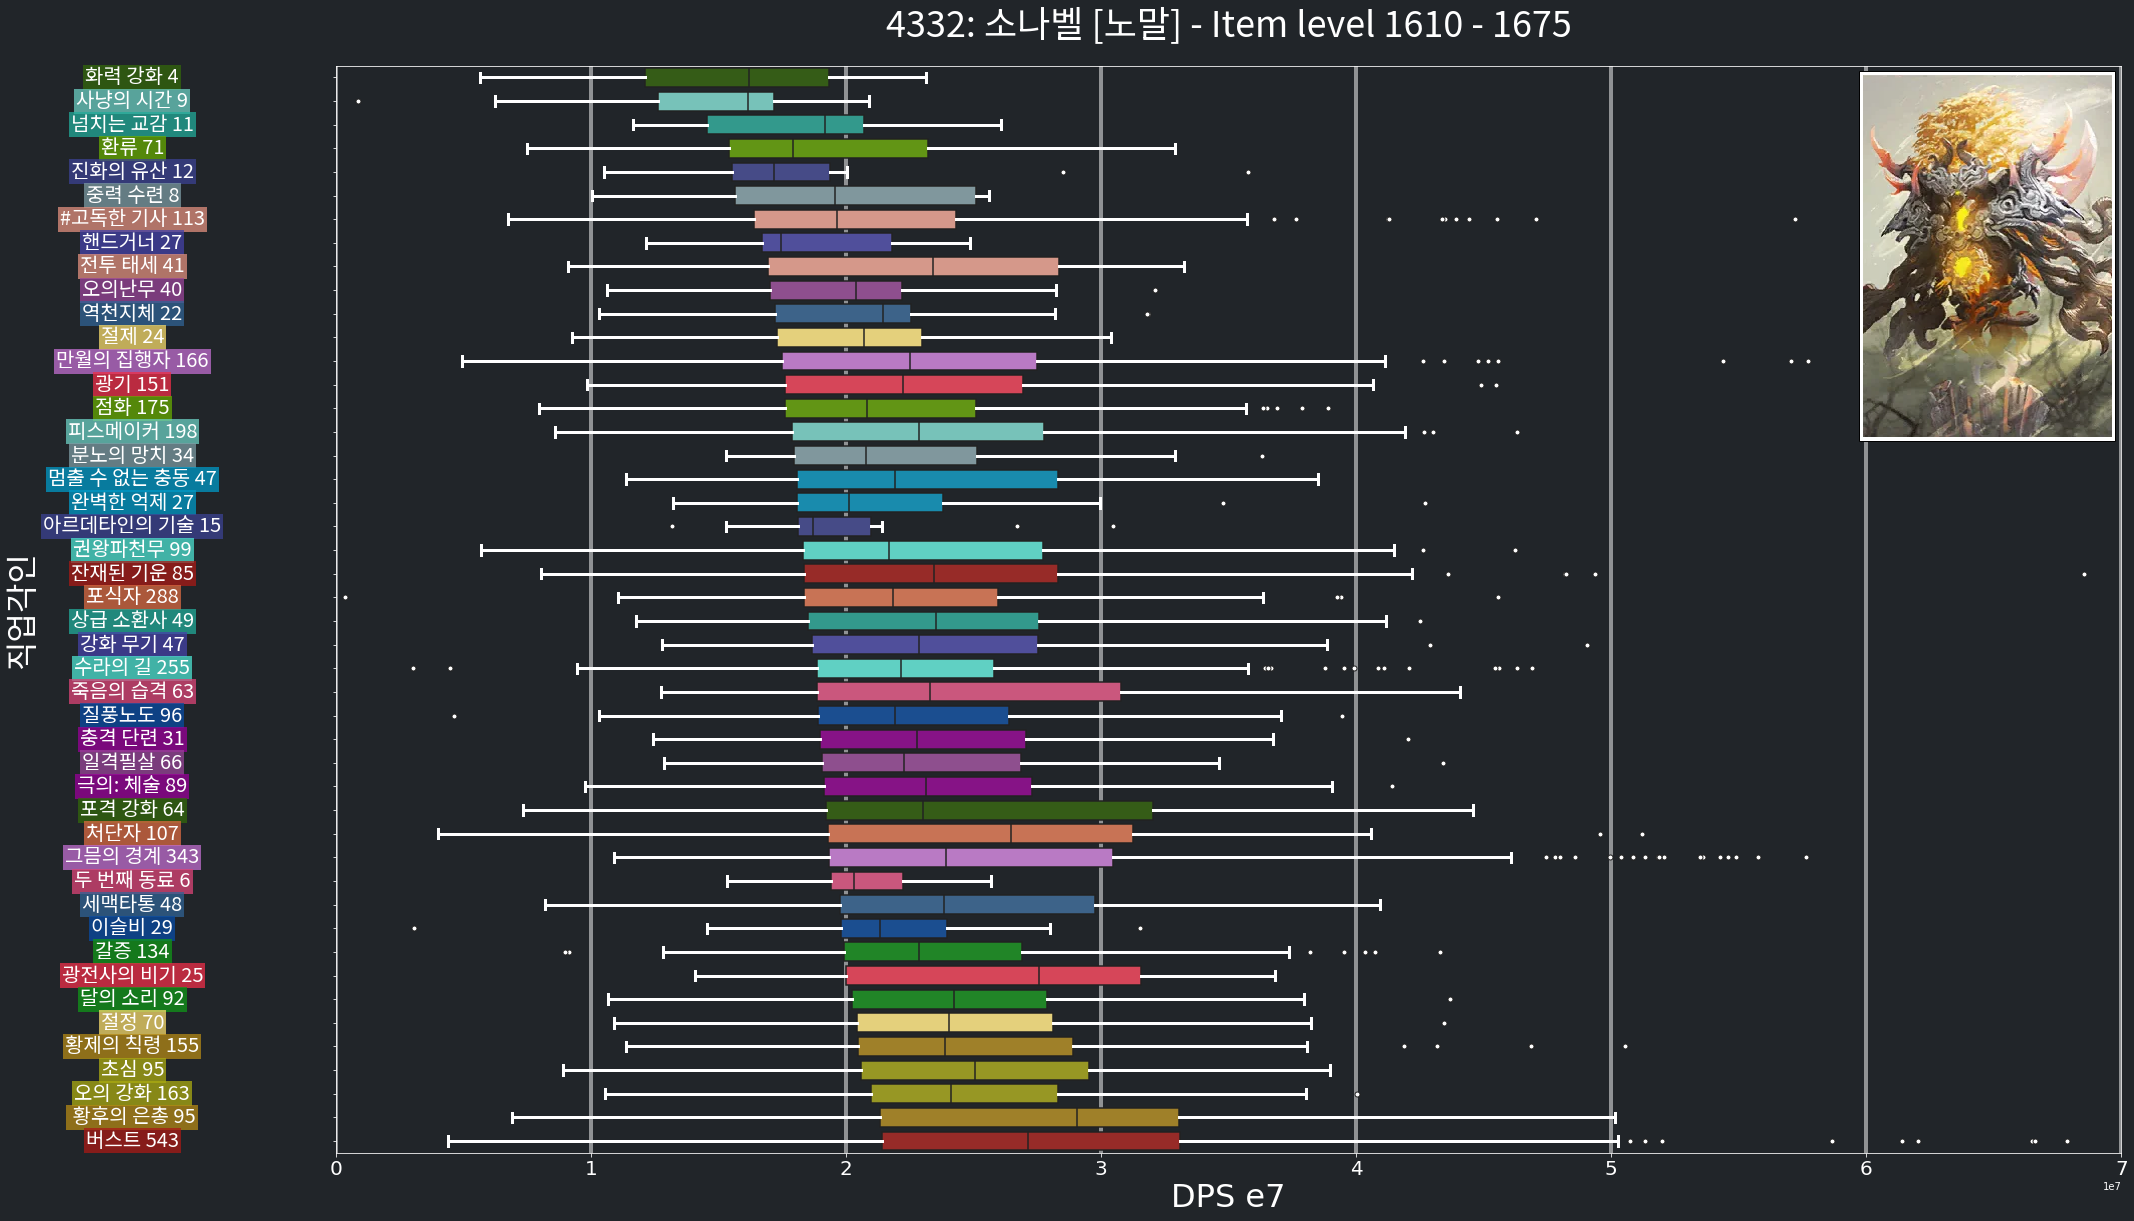 4332: 소나벨 [노말] - Item level 1610 - 1675
화력 강화 4
사냥의 시간 9
넘치는 교감 11
환류 71
진화의 유산 12
중력 수련 8
#고독한 기사 113
핸드거너 27
전투 태세 41
오의난무 40
역천지체 22
절제 24
만월의 집행자 166
광기 151
점화 175
피스메이커 198
분노의 망치 34
멈출 수 없는 충동 47
완벽한 억제 27
아르데타인의 기술 15
권왕파천무 99
잔재된 기운 85
포식자 288
상급 소환사 49
강화 무기 47
수라의 길 255
죽음의 습격 63
질풍노도 96
충격 단련 31
일격필살 66
극의: 체술 89
포격 강화 64
처단자 107
그믐의 경계 343
두 번째 동료 6
세맥타통 48
이슬비 29
갈증 134
광전사의 비기 25
달의 소리 92
절정 70
황제의 칙령 155
초심 95
오의 강화 163
황후의 은총 95
버스트 543
직업각인
0 1 2 3 4 5 6 7
1e7
DPS e7